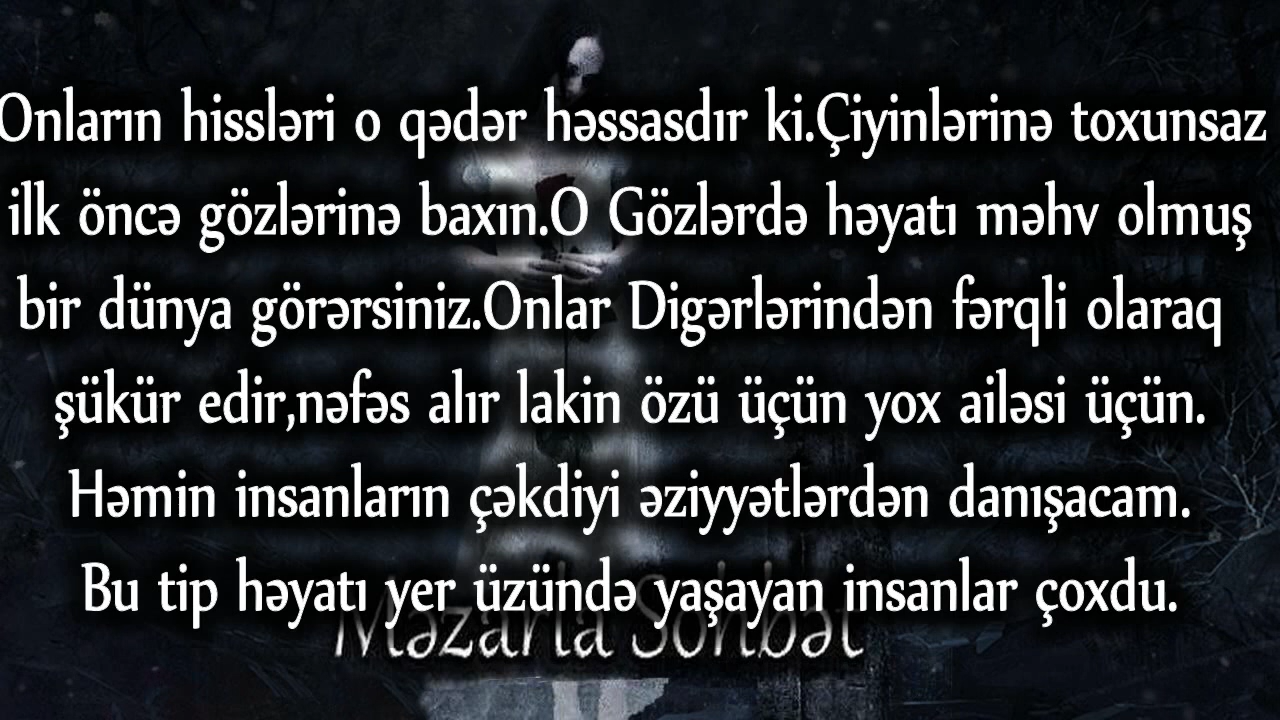 Onların hissləri o qədər həssasdır ki.Çiyinlərinə toxunsaz
ilk öncə gözlərinə baxın.O Gözlərdə həyatı məhv olmuş
bir dünya görərsiniz.Onlar Digərlərindən fərqli olaraq
şükür edir,nəfəs alır lakin özü üçün yox ailəsi üçün.
Həmin insanların çəkdiyi əziyyətlərdən danışacam.
Bu tip həyatı yer üzündə yaşayan insanlar çoxdu.
Məzarla Söhbət